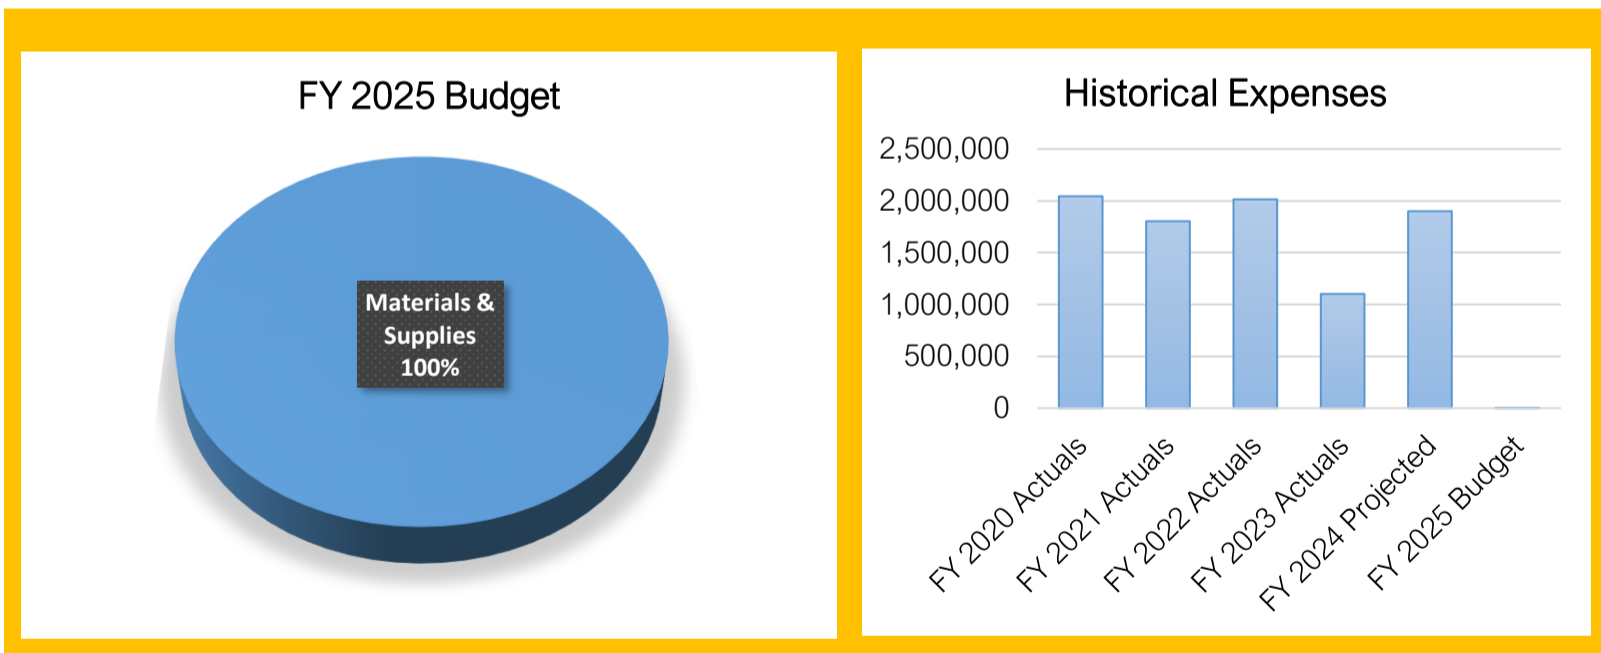 FY 2025 Budget
Materials &
Supplies
100%
Historical Expenses
2,500,000
2,000,000
1,500,000
1,000,000
500,000
0
FY 2020 Actuals
FY 2021 Actuals
FY 2022 Actuals
FY 2023 Actuals
FY 2024 Projected
FY 2025 Budget